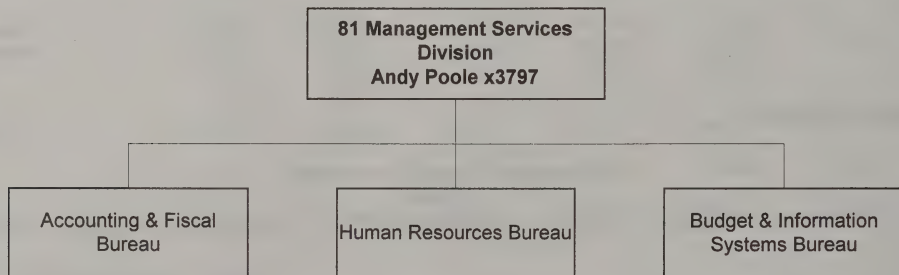 81 Management Services
Division
Andy Poole x3797
Accounting & Fiscal
Bureau
Human Resources Bureau
Budget & Information
Systems Bureau